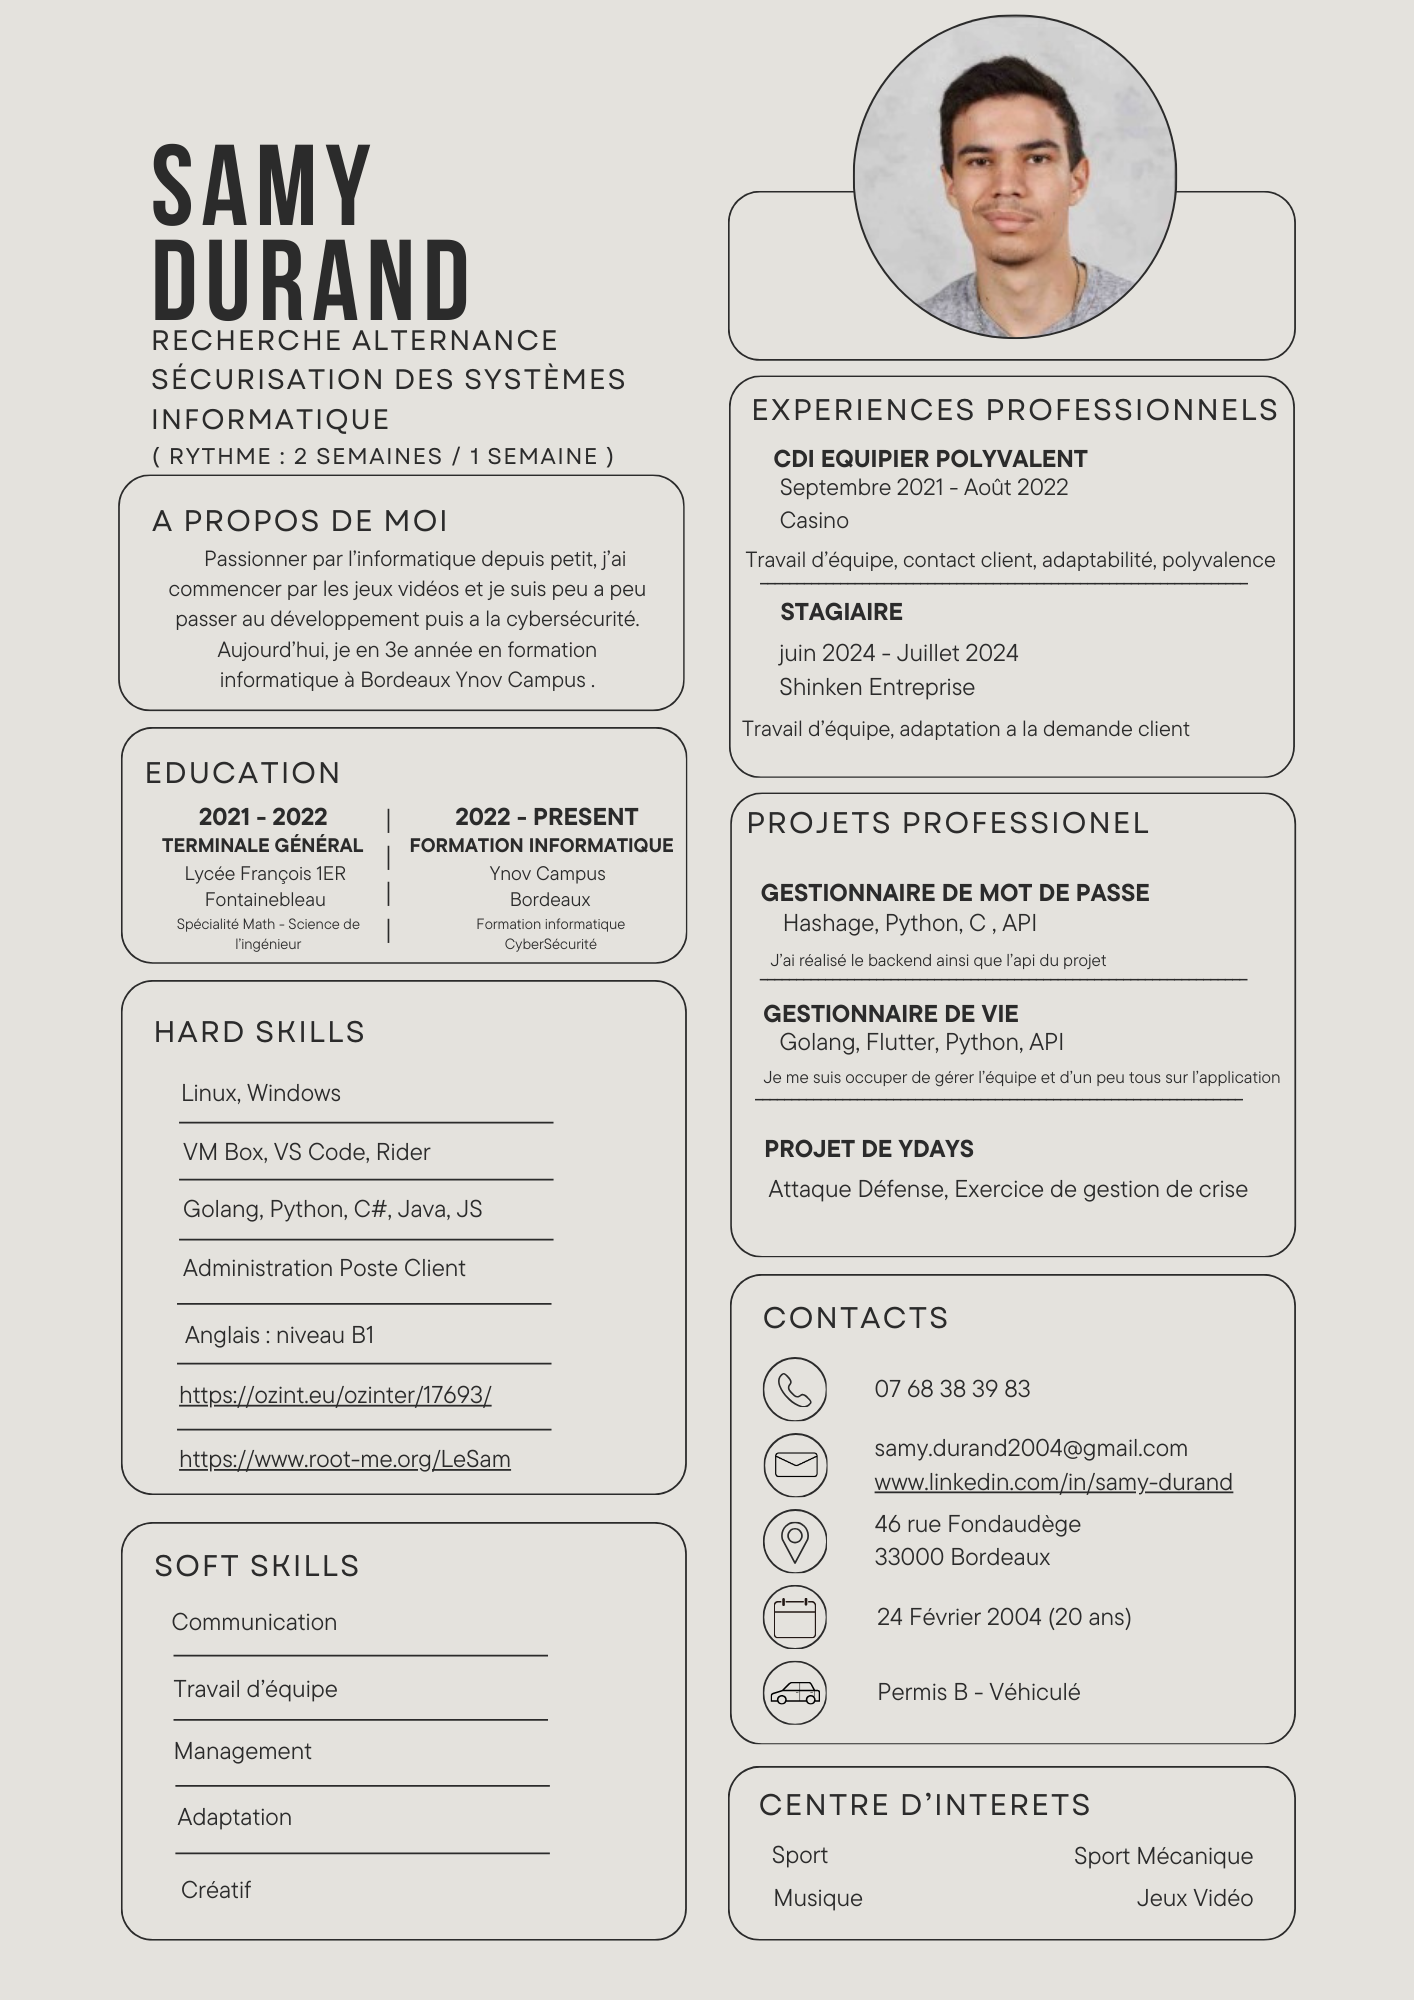 SAMY
DURAND
RECHERCHE ALTERNANCE
SÉCURISATION DES SYSTÈMES
INFORMATIQUE
( RYTHME : 2 SEMAINES / 1 SEMAINE )
A PROPOS DE MOI
Passionner par l’informatique depuis petit, j’ai
commencer par les jeux vidéos et je suis peu a peu
passer au développement puis a la cybersécurité.
Aujourd’hui, je en 3e année en formation
informatique à Bordeaux Ynov Campus .
EDUCATION
2021 - 2022
TERMINALE GÉNÉRAL
Lycée François 1ER
Fontainebleau
Spécialité Math - Science de
l’ingénieur
2022 - PRESENT
FORMATION INFORMATIQUE
Ynov Campus
Bordeaux
Formation informatique
CyberSécurité
HARD SKILLS
Linux, Windows
VM Box, VS Code, Rider
Golang, Python, C#, Java, JS
Administration Poste Client
Anglais : niveau B1
https://ozint.eu/ozinter/17693/
https://www.root-me.org/LeSam
SOFT SKILLS
Communication
Travail d’équipe
Management
Adaptation
Créatif
EXPERIENCES PROFESSIONNELS
CDI EQUIPIER POLYVALENT
Septembre 2021 - Août 2022
Casino
Travail d’équipe, contact client, adaptabilité, polyvalence
STAGIAIRE
juin 2024 - Juillet 2024
Shinken Entreprise
Travail d’équipe, adaptation a la demande client
PROJETS PROFESSIONEL
GESTIONNAIRE DE MOT DE PASSE
Hashage, Python, C , API
J’ai réalisé le backend ainsi que l’api du projet
GESTIONNAIRE DE VIE
Golang, Flutter, Python, API
Je me suis occuper de gérer l’équipe et d’un peu tous sur l’application
PROJET DE YDAYS
Attaque Défense, Exercice de gestion de crise
CONTACTS
07 68 38 39 83
samy.durand2004@gmail.com
www.linkedin.com/in/samy-durand
46 rue Fondaudège
33000 Bordeaux
24 Février 2004 (20 ans)
Permis B - Véhiculé
CENTRE D’INTERETS
Sport
Sport Mécanique
Musique
Jeux Vidéo